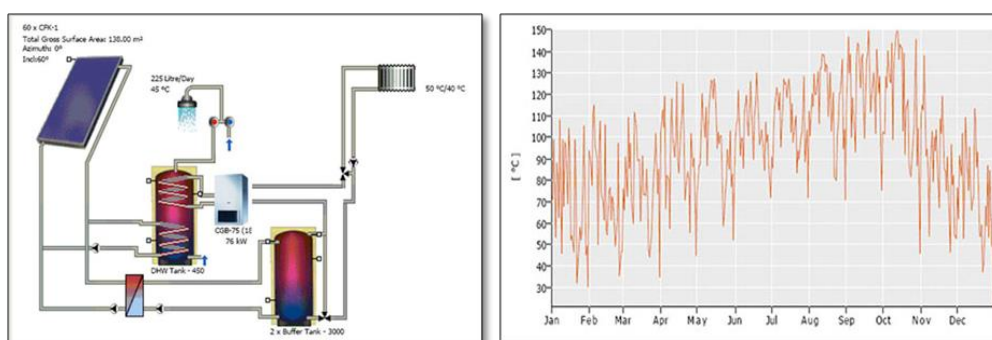 60 x CFK-1
Total Gross Surface Area: 138.00 m²
Azimuth: 0°
Incl:60°
225 Litre/Day
45 °C
50 °C/40 °C
CGB-75 (1E
76 kW
DHW Tank - 450
2 x Buffer Tank - 3000
[ °C]
150
140
130
120
110
100
90
80
70
60
50
40
30
Jan Feb Mar Apr May Jun Jul Aug Sep Oct Nov Dec